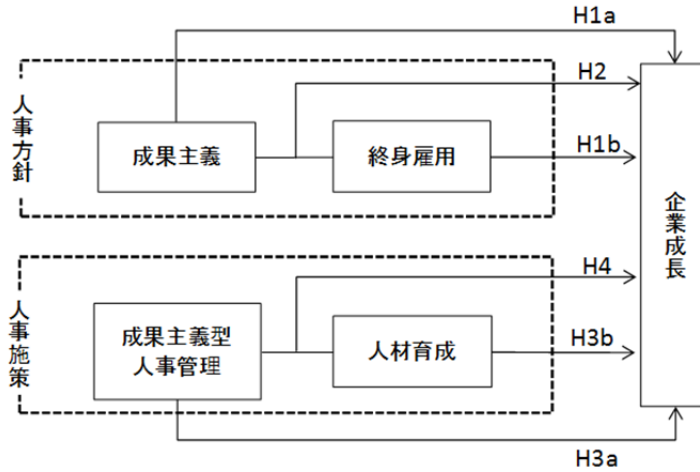 H1a
人事方針
H2
成果主義
終身雇用
H1b
企業成長
人事施策
H4
成果主義型
人事管理
人材育成
H3b
H3a